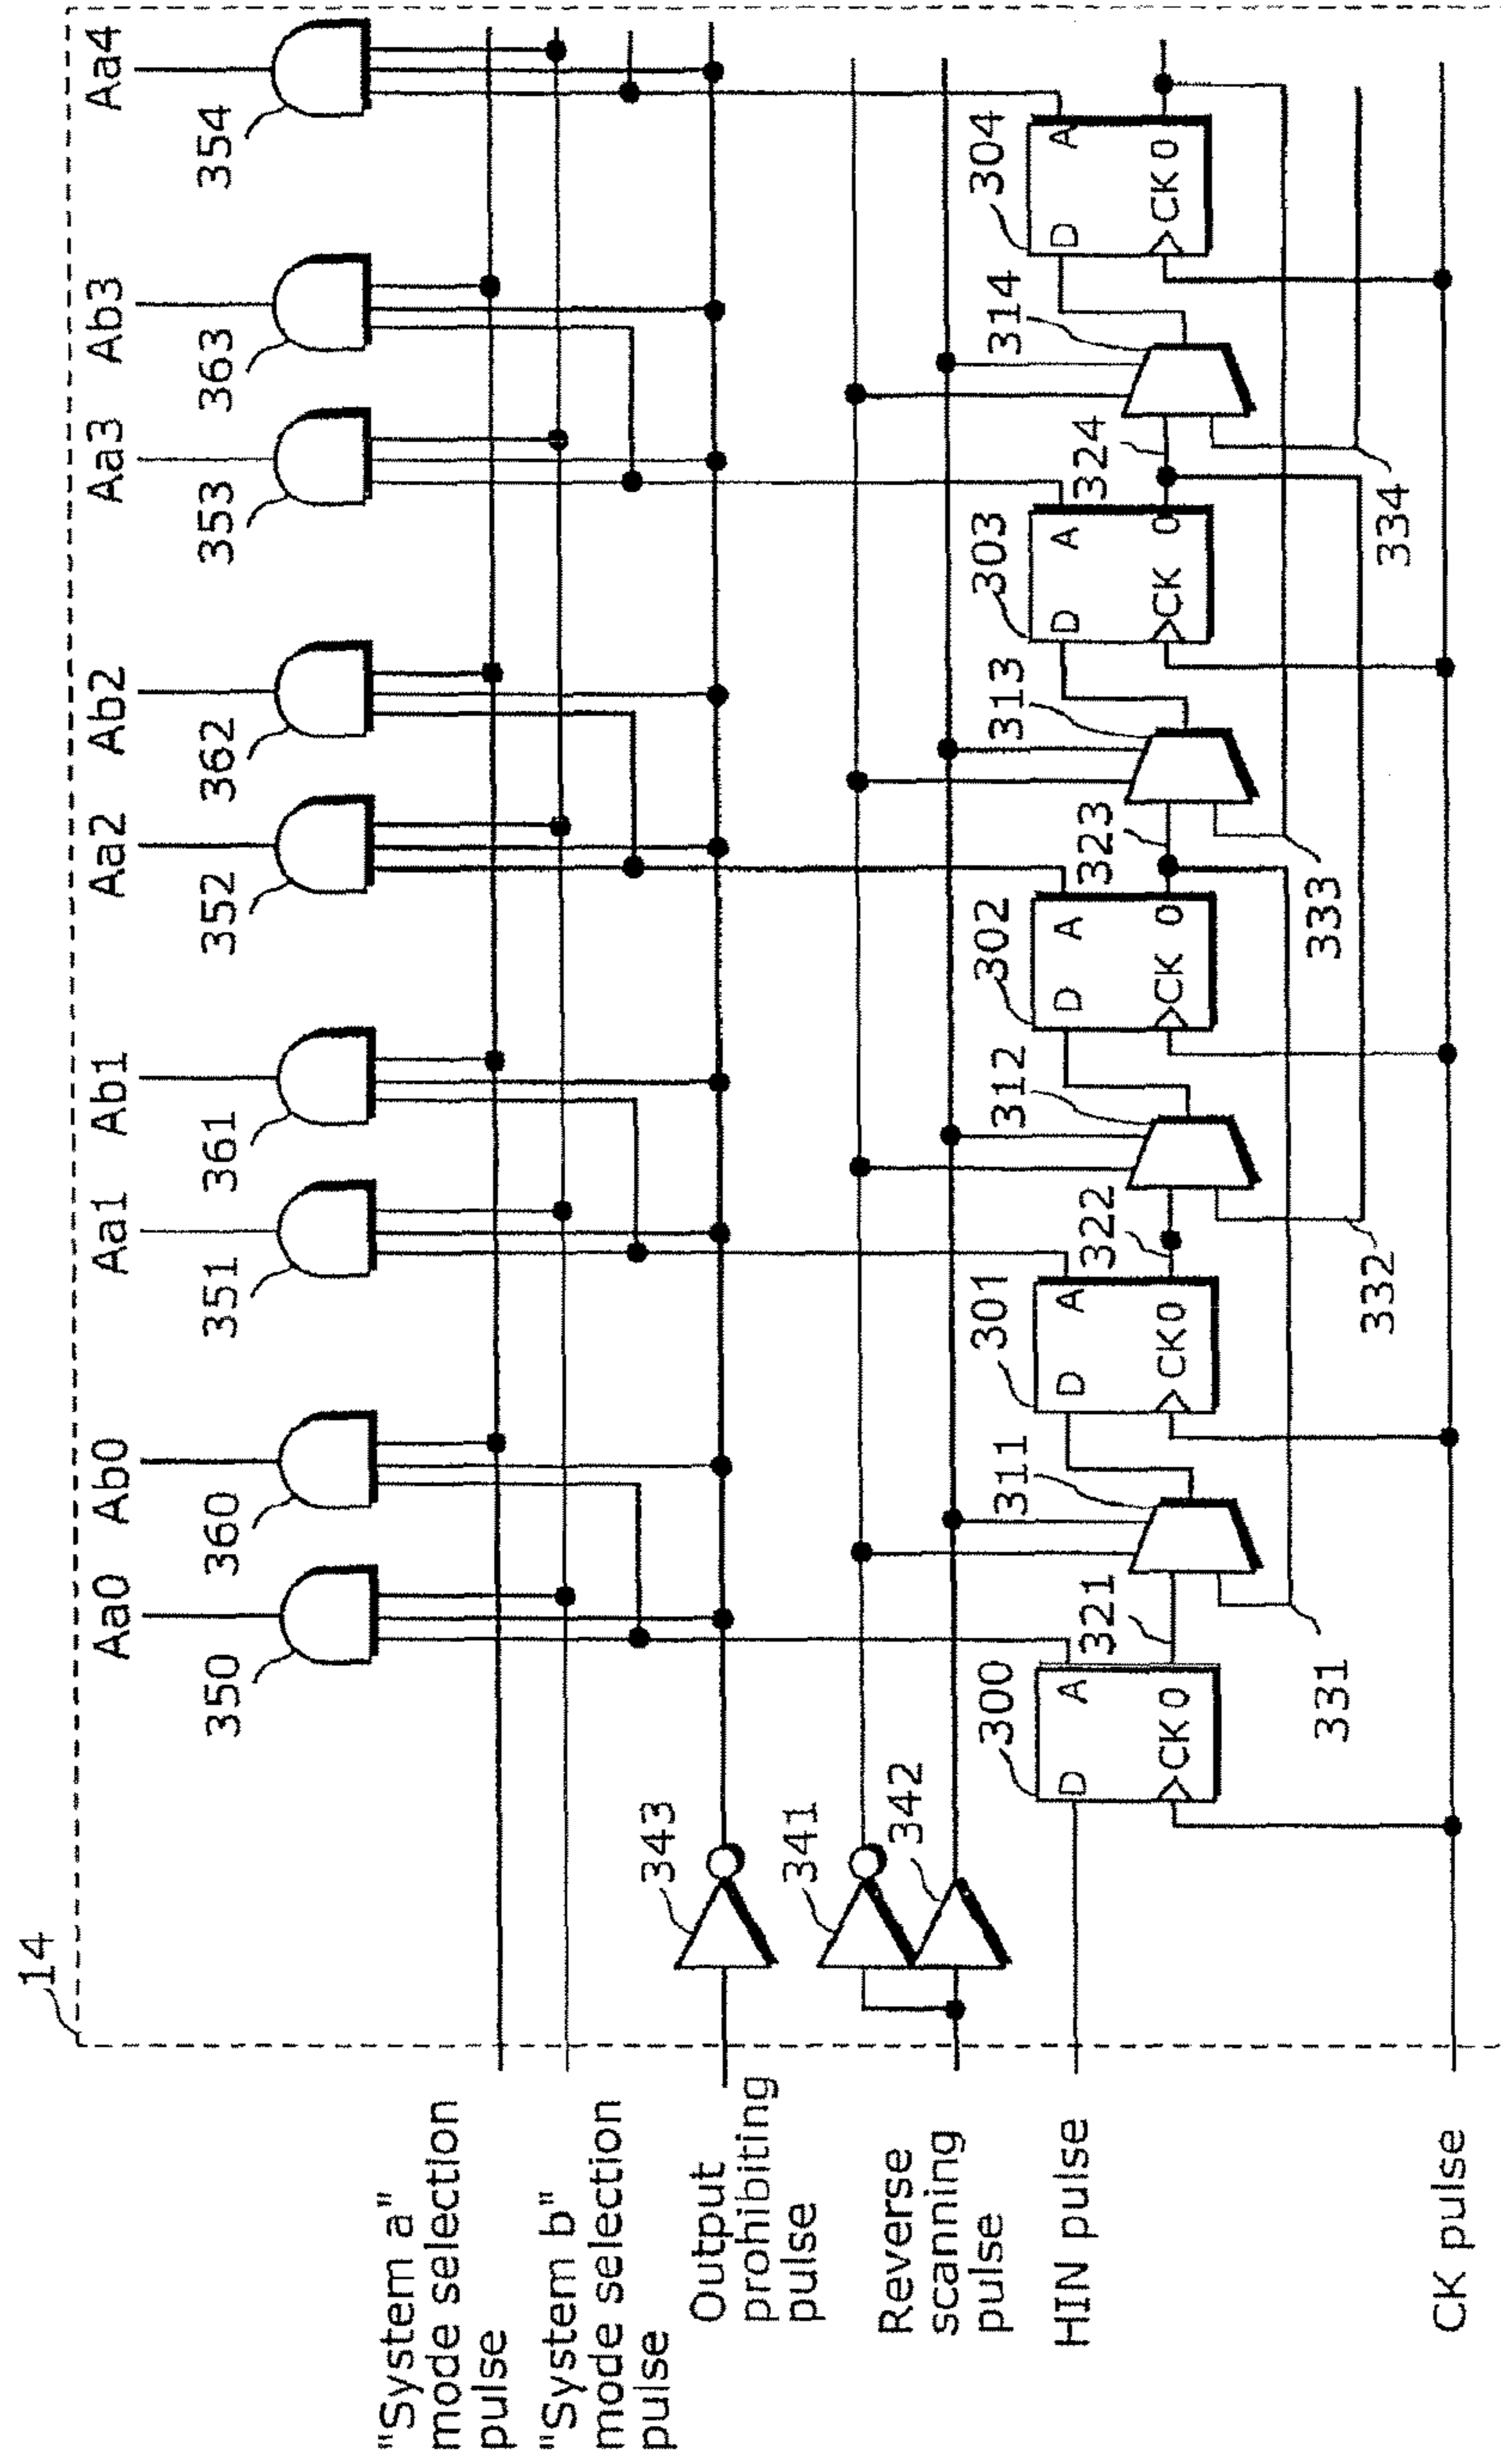 14
Aa0
Ab0
Aa1
Ab1
Aa2
Ab2
Aa3
Ab3
Aa4
350
360
351
361
352
362
353
363
354
"System a"
mode selection
pulse
"System b"
mode selection
pulse
Output
prohibiting
pulse
343
341
342
Reverse
scanning
pulse
HIN pulse
CK pulse
300
D A
CK 0
321
311
331
301
D A
CK 0
322
312
332
302
D A
CK 0
323
313
333
303
D A
CK 0
324
314
334
304
D A
CK 0